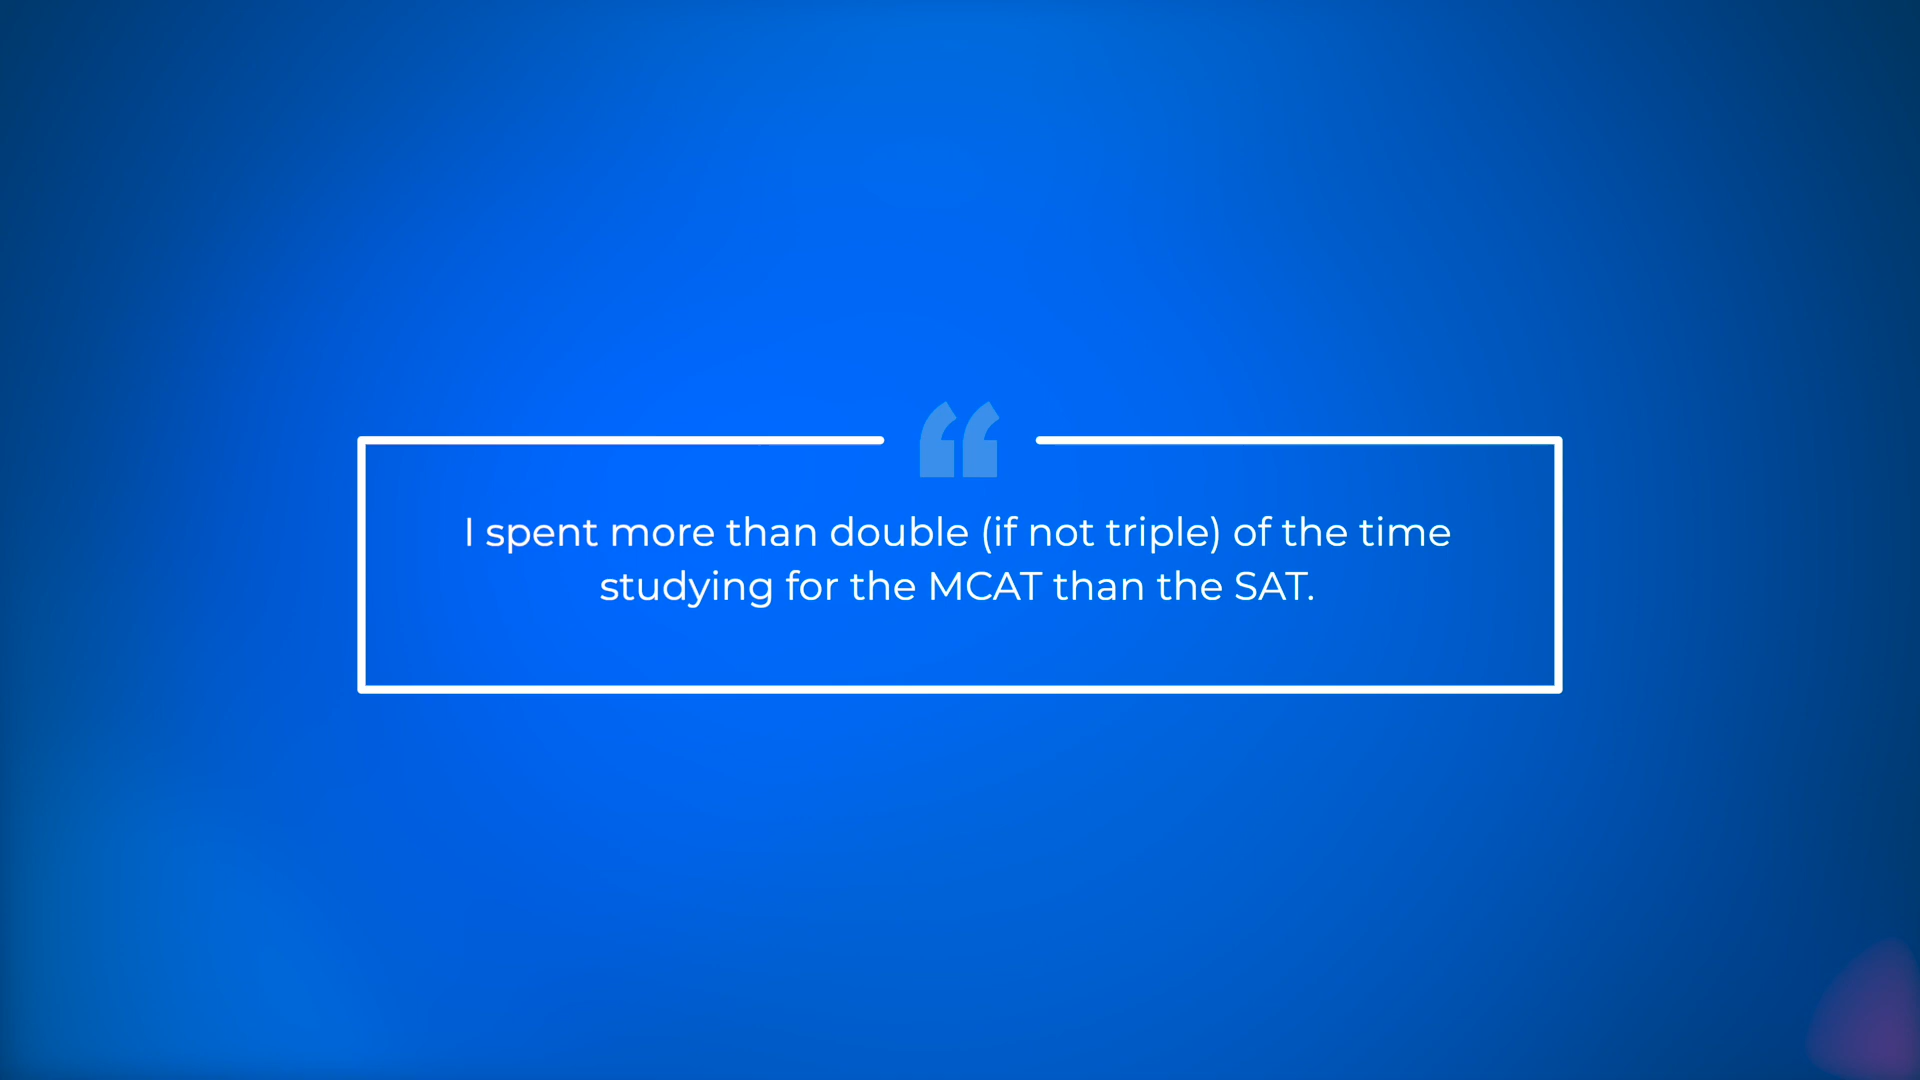 I spent more than double (if not triple) of the time
studying for the MCAT than the SAT.